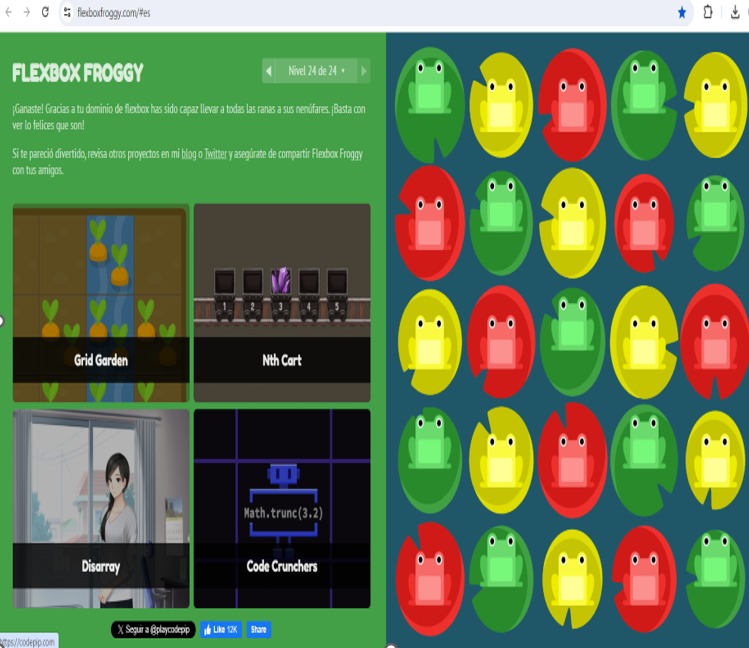 flexboxfroggy.com/#es
FLEXBOX FROGGY
Nivel 24 de 24
¡Ganaste! Gracias a tu dominio de flexbox has sido capaz llevar a todas las ranas a sus nenúfares. ¡Basta con
ver lo felices que son!
Si te pareció divertido, revisa otros proyectos en mi blog o Twitter y asegúrate de compartir Flexbox Froggy
con tus amigos.
1 2 3 4 5
Grid Garden
Nth Cart
Math.trunc(3.2)
Disarray
Code Crunchers
Seguir a @playcodepip
Like 12K
Share
https://codepip.com